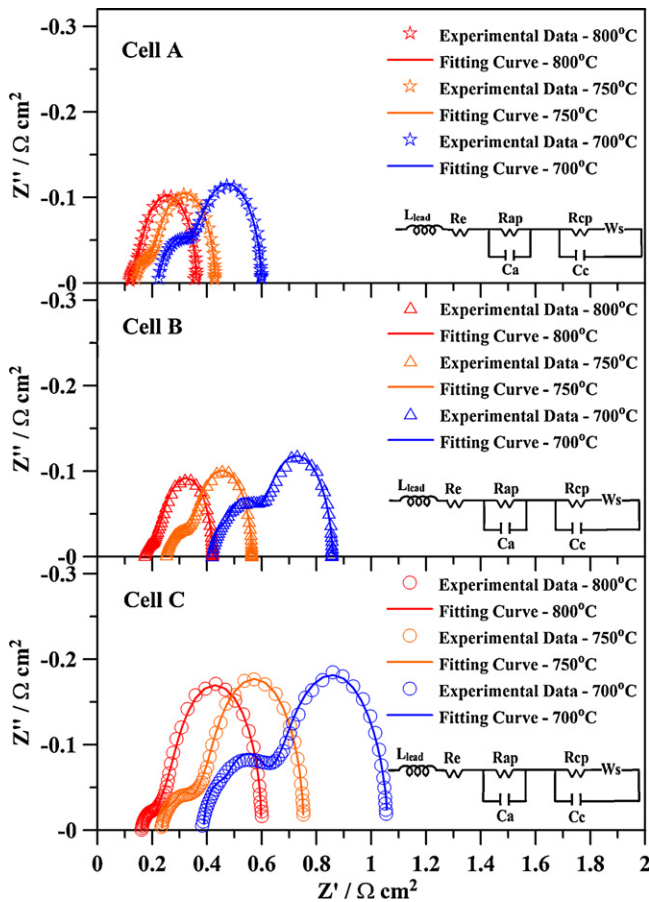 -0.3
Cell A
Experimental Data - 800°C
Fitting Curve - 800°C
Experimental Data - 750°C
Fitting Curve - 750°C
Experimental Data - 700°C
Fitting Curve - 700°C
-0.2
Z'' / Ω cm²
-0.1
L_lead Re Rap Rcp Ws
Ca Cc
-0
-0.3
Cell B
Experimental Data - 800°C
Fitting Curve - 800°C
Experimental Data - 750°C
Fitting Curve - 750°C
Experimental Data - 700°C
Fitting Curve - 700°C
-0.2
Z'' / Ω cm²
-0.1
L_lead Re Rap Rcp Ws
Ca Cc
-0
-0.3
Cell C
Experimental Data - 800°C
Fitting Curve - 800°C
Experimental Data - 750°C
Fitting Curve - 750°C
Experimental Data - 700°C
Fitting Curve - 700°C
-0.2
Z'' / Ω cm²
-0.1
L_lead Re Rap Rcp Ws
Ca Cc
-0
0 0.2 0.4 0.6 0.8 1 1.2 1.4 1.6 1.8 2
Z' / Ω cm²